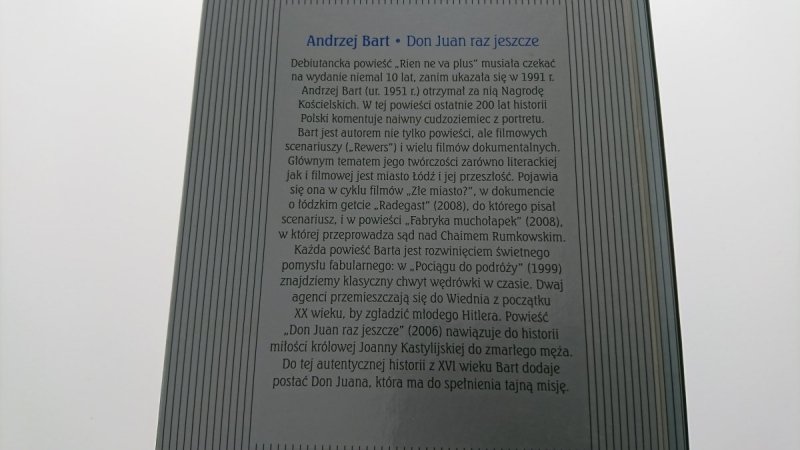 Andrzej Bart • Don Juan raz jeszcze
Debiutancka powieść „Rien ne va plus” musiała czekać
na wydanie niemal 10 lat, zanim ukazała się w 1991 r.
Andrzej Bart (ur. 1951 r.) otrzymał za nią Nagrodę
Kościelskich. W tej powieści ostatnie 200 lat historii
Polski komentuje naiwny cudzoziemiec z portretu.
Bart jest autorem nie tylko powieści, ale filmowych
scenariuszy („Rewers”) i wielu filmów dokumentalnych.
Głównym tematem jego twórczości zarówno literackiej
jak i filmowej jest miasto Łódź i jej przeszłość. Pojawia
się ona w cyklu filmów „Złe miasto?”, w dokumencie
o łódzkim getcie „Radegast” (2008), do którego pisał
scenariusz, i w powieści „Fabryka muchołapek” (2008),
w której przeprowadza sąd nad Chaimem Rumkowskim.
Każda powieść Barta jest rozwinięciem świetnego
pomysłu fabularnego: w „Pociągu do podróży” (1999)
znajdziemy klasyczny chwyt wędrówki w czasie. Dwaj
agenci przemieszczają się do Wiednia z początku
XX wieku, by zgładzić młodego Hitlera. Powieść
„Don Juan raz jeszcze” (2006) nawiązuje do historii
miłości królowej Joanny Kastylijskiej do zmarłego męża.
Do tej autentycznej historii z XVI wieku Bart dodaje
postać Don Juana, która ma do spełnienia tajną misję.